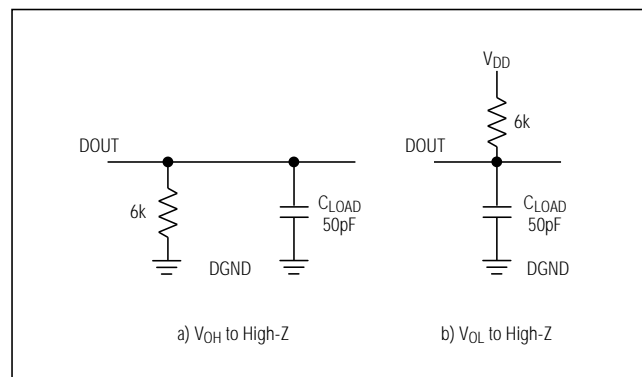 DOUT
6k
C_LOAD
50pF
DGND
a) V_OH to High-Z
V_DD
6k
DOUT
C_LOAD
50pF
DGND
b) V_OL to High-Z